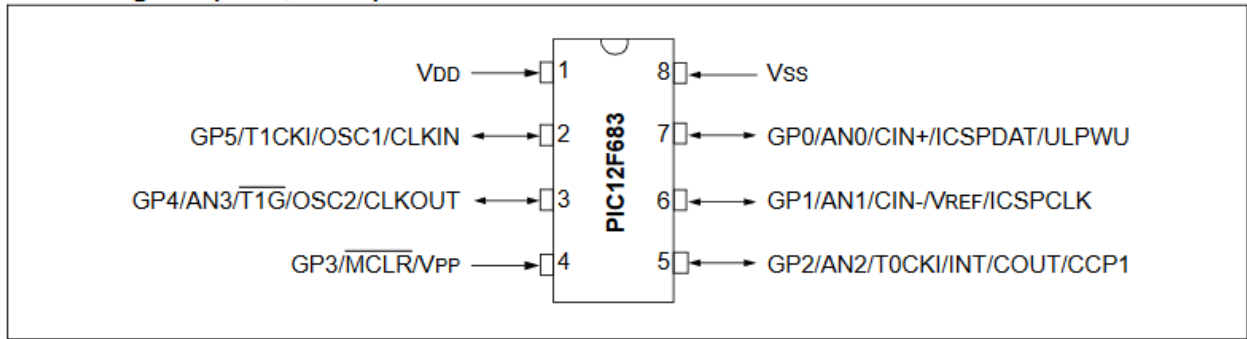 VDD 1 8 VSS
GP5/T1CKI/OSC1/CLKIN 2 7 GP0/AN0/CIN+/ICSPDAT/ULPWU
GP4/AN3/T1G/OSC2/CLKOUT 3 6 GP1/AN1/CIN-/VREF/ICSPCLK
GP3/MCLR/VPP 4 5 GP2/AN2/T0CKI/INT/COUT/CCP1
PIC12F683